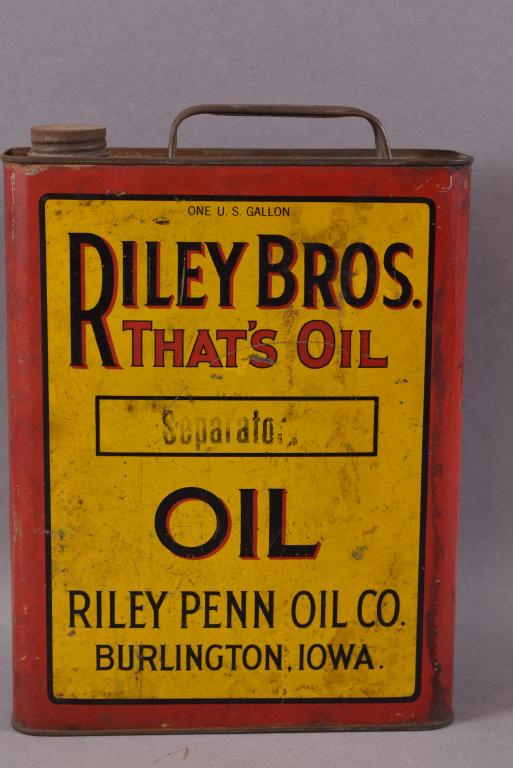 ONE U. S. GALLON
RILEY BROS.
THAT'S OIL
Separator
OIL
RILEY PENN OIL CO.
BURLINGTON, IOWA.